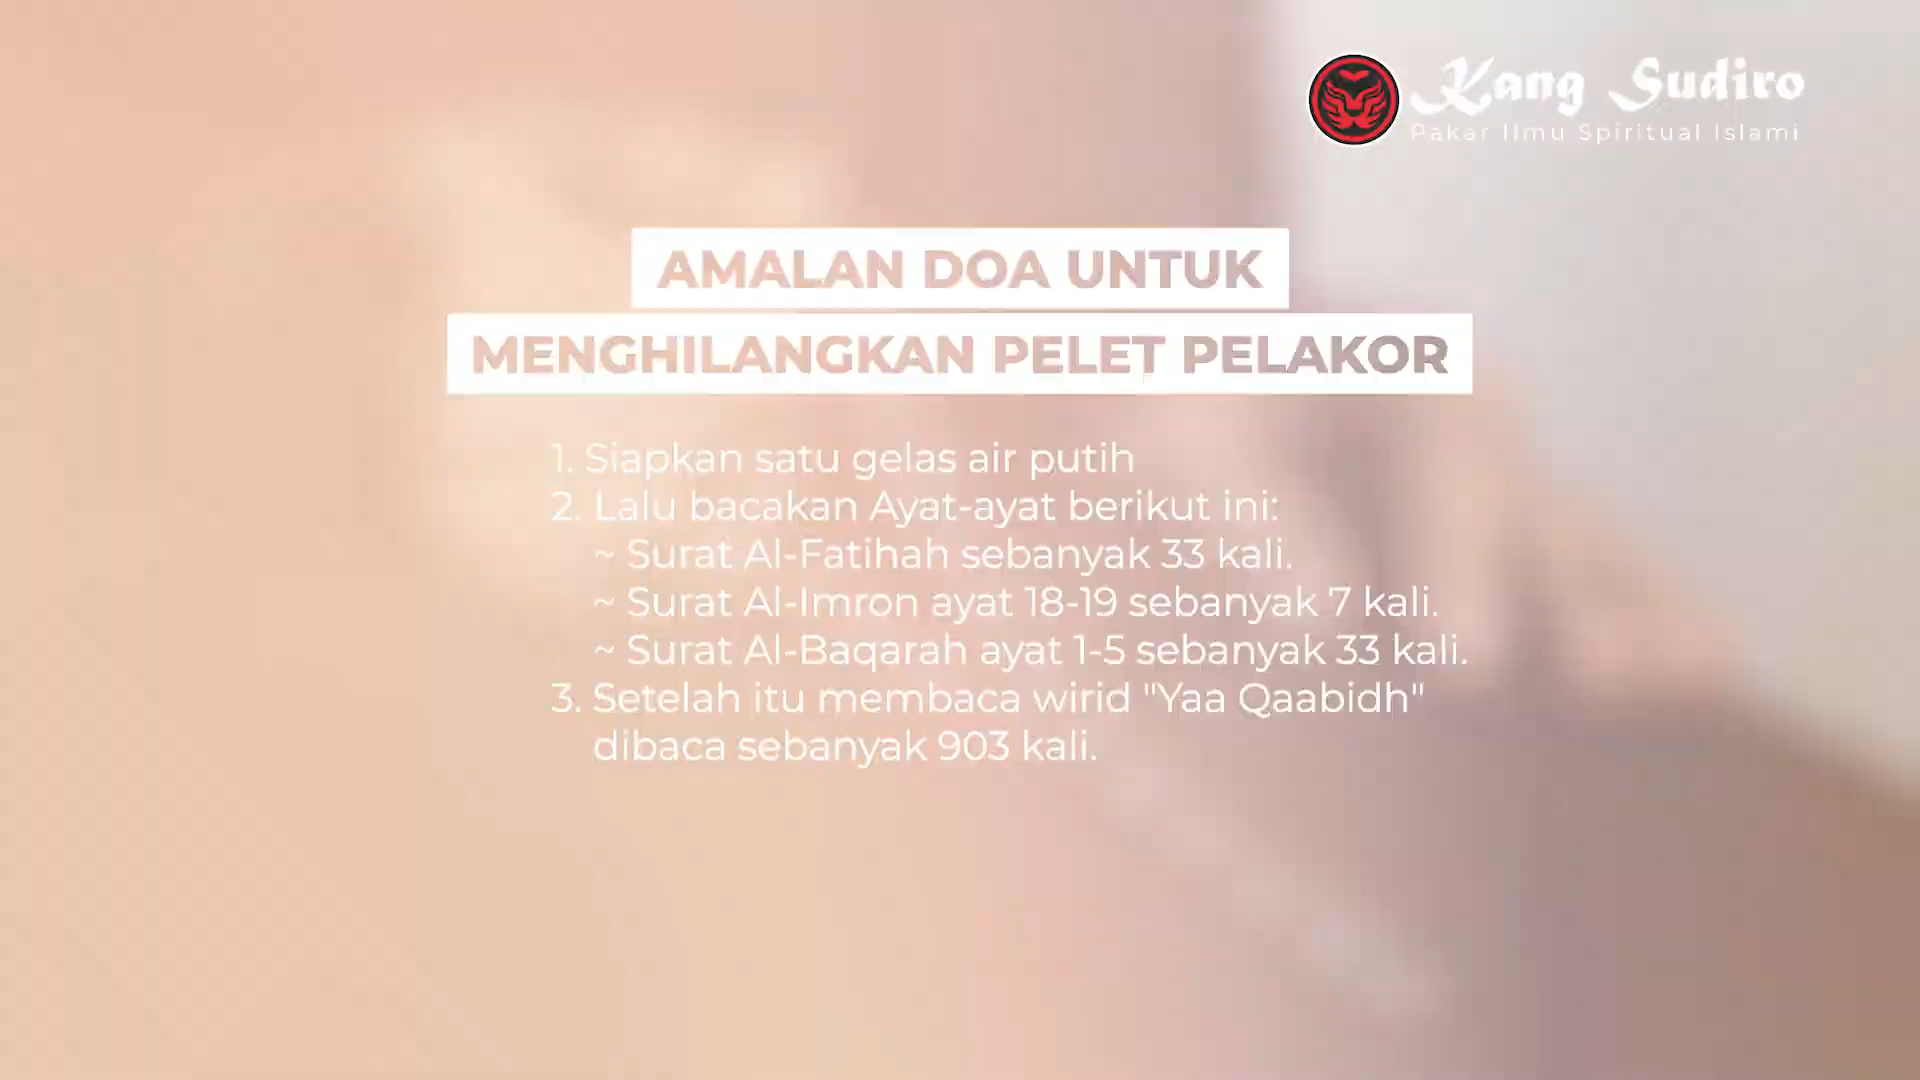 Kang Sudiro
Pakar Ilmu Spiritual Islami
AMALAN DOA UNTUK
MENGHILANGKAN PELET PELAKOR
1. Siapkan satu gelas air putih
2. Lalu bacakan Ayat-ayat berikut ini:
~ Surat Al-Fatihah sebanyak 33 kali.
~ Surat Al-Imron ayat 18-19 sebanyak 7 kali.
~ Surat Al-Baqarah ayat 1-5 sebanyak 33 kali.
3. Setelah itu membaca wirid "Yaa Qaabidh"
dibaca sebanyak 903 kali.